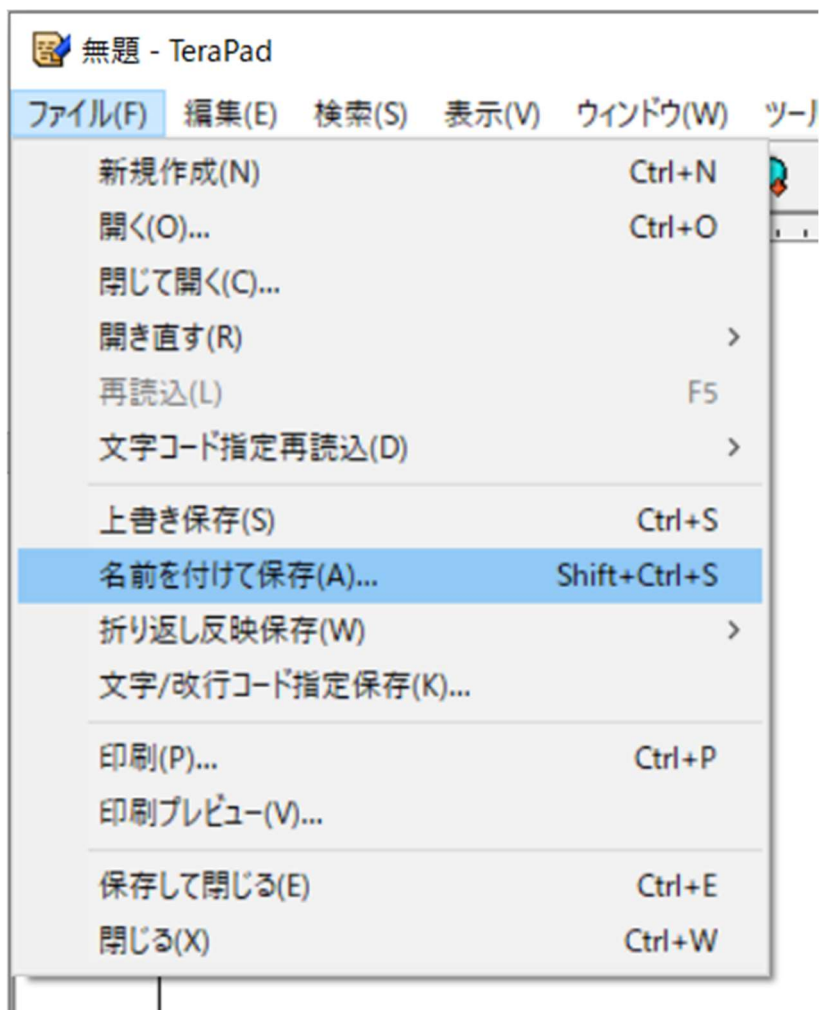 無題 - TeraPad
ファイル(F) 編集(E) 検索(S) 表示(V) ウィンドウ(W) ツール
新規作成(N) Ctrl+N
開く(O)... Ctrl+O
閉じて開く(C)...
開き直す(R)
再読込(L) F5
文字コード指定再読込(D)
上書き保存(S) Ctrl+S
名前を付けて保存(A)... Shift+Ctrl+S
折り返し反映保存(W)
文字/改行コード指定保存(K)...
印刷(P)... Ctrl+P
印刷プレビュー(V)...
保存して閉じる(E) Ctrl+E
閉じる(X) Ctrl+W